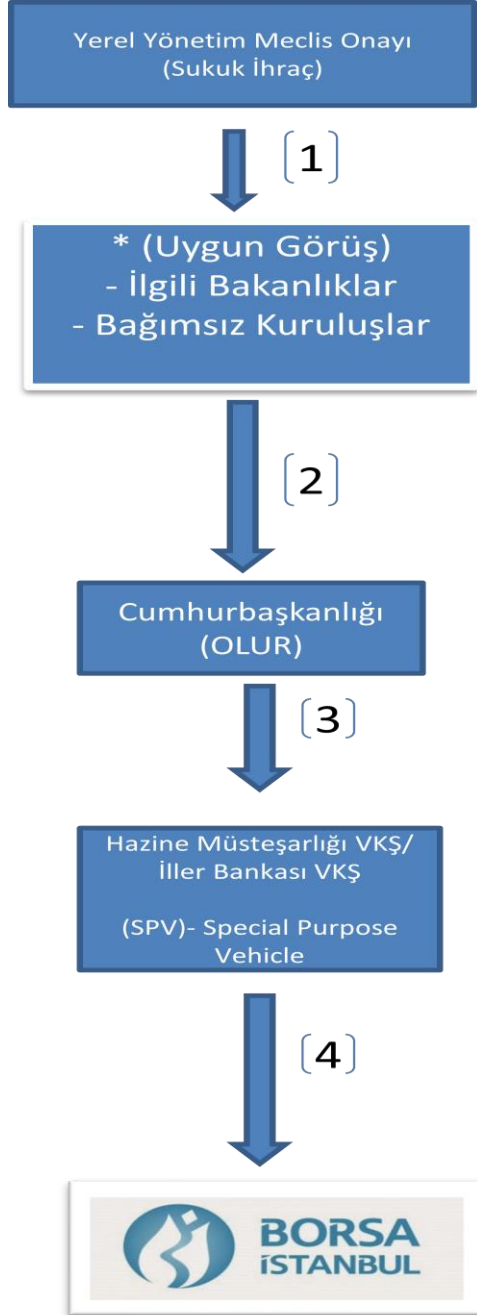 Yerel Yönetim Meclis Onayı
(Sukuk İhraç)
[1]
* (Uygun Görüş)
- İlgili Bakanlıklar
- Bağımsız Kuruluşlar
[2]
Cumhurbaşkanlığı
(OLUR)
[3]
Hazine Müsteşarlığı VKŞ/
İller Bankası VKŞ
(SPV)- Special Purpose
Vehicle
[4]
BORSA
İSTANBUL